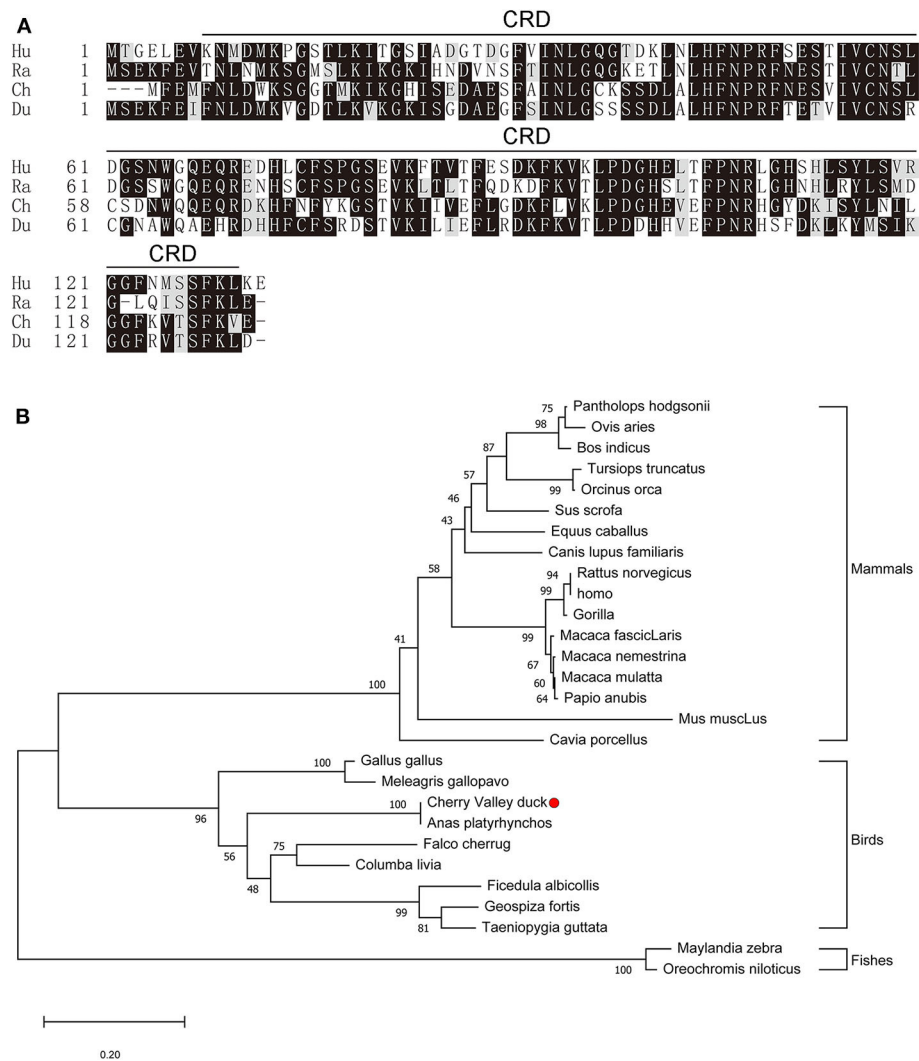 A
CRD
Hu 1 MTGELEVKNMDMKPGSTLKITGSIADGTDGFVINLGQGTDKLNLHFNPRFSESTIVCNSL
Ra 1 MSEKFEVTNLNMKSGMSLKIKGKIHNDVNSFTINLGQGKETLNLHFNPRFNESTIVCNTL
Ch 1 ---MFEMFNLDWKSGGTMKIKGHISEDAESFAINLGCKSSDLALHFNPRFNESTIVCNSL
Du 1 MSEKFEIFNLDMKVGDTLKVKGKISGDAEGFSINLGSSSSDLALHFNPRFTETVIVCNSR
CRD
Hu 61 DGSNWGQEQREDHLCFSPGSEVKFTVTFESDKFKVKLPDGHELTFPNRLGHSHLSYLSVR
Ra 61 DGSSWGQEQRENHSCFSPGSEVKLTLTFQDKDFKVTLPDGHSLTFPNRLGHNHLRYLSMD
Ch 58 CSDNWQQEQRDKHFNFYKGSTVKIIVEFLGDKFLVKLPDGHEVEFPNRHGYDKISYLNIL
Du 61 CGNAWQAEHRDHHFCFSRDSTVKILIEFLRDKFKVTLPDDHHVEFPNRHSFDKLKYMSIK
CRD
Hu 121 GGFNMSSFKLKE
Ra 121 G-LQISSFKLE-
Ch 118 GGFKVTSFKVE-
Du 121 GGFRVTSFKLD-
B
75 Pantholops hodgsonii
98 Ovis aries
Bos indicus
87
Tursiops truncatus
57
99 Orcinus orca
46
Sus scrofa
43
Equus caballus
Canis lupus familiaris
58
Mammals
94 Rattus norvegicus
99 homo
Gorilla
99
Macaca fascicLaris
41
67 Macaca nemestrina
60 Macaca mulatta
64 Papio anubis
100
Mus muscLus
Cavia porcellus
100 Gallus gallus
Meleagris gallopavo
96
100 Cherry Valley duck
Anas platyrhynchos
56
Birds
75 Falco cherrug
Columba livia
48
Ficedula albicollis
99
Geospiza fortis
81 Taeniopygia guttata
Maylandia zebra
Fishes
100 Oreochromis niloticus
0.20